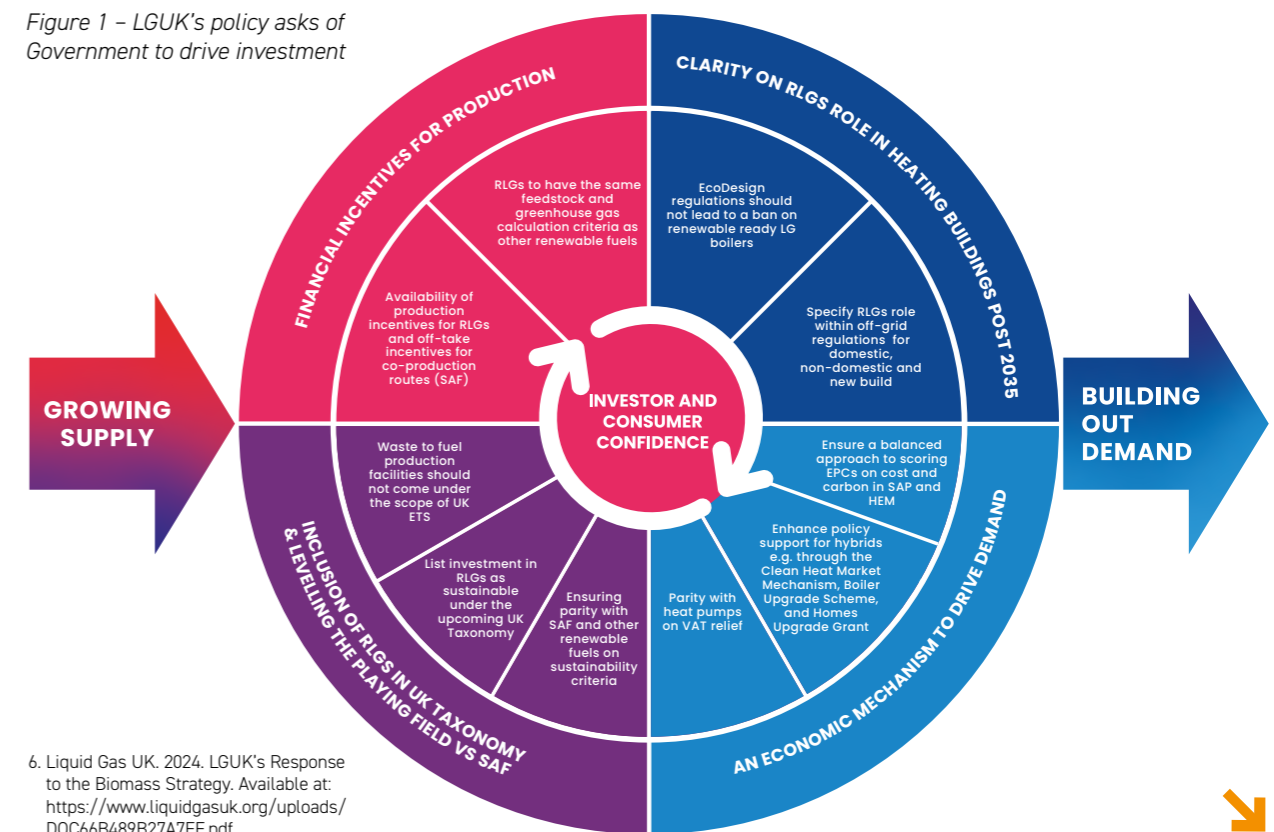 Figure 1 – LGUK's policy asks of
Government to drive investment
FINANCIAL INCENTIVES FOR PRODUCTION
CLARITY ON RLGS ROLE IN HEATING BUILDINGS POST 2035
RLGs to have the same
feedstock and
greenhouse gas
calculation criteria as
other renewable fuels
EcoDesign
regulations should
not lead to a ban on
renewable ready LG
boilers
Availability of
production
incentives for RLGs
and off-take
incentives for
co-production
routes (SAF)
Specify RLGs role
within off-grid
regulations for
domestic,
non-domestic and
new build
GROWING
SUPPLY
INVESTOR AND
CONSUMER
CONFIDENCE
BUILDING
OUT
DEMAND
Waste to fuel
production
facilities should
not come under
the scope of UK
ETS
List investment in
RLGs as
sustainable
under the
upcoming UK
Taxonomy
Ensuring
parity with
SAF and other
renewable
fuels on
sustainability
criteria
Parity with
heat pumps
on VAT relief
Enhance policy
support for hybrids
e.g. through the
Clean Heat Market
Mechanism, Boiler
Upgrade Scheme,
and Homes
Upgrade Grant
Ensure a balanced
approach to scoring
EPCs on cost and
carbon in SAP and
HEM
INCLUSION OF RLGS IN UK TAXONOMY
& LEVELLING THE PLAYING FIELD VS SAF
AN ECONOMIC MECHANISM TO DRIVE DEMAND
6. Liquid Gas UK. 2024. LGUK's Response
to the Biomass Strategy. Available at:
https://www.liquidgasuk.org/uploads/